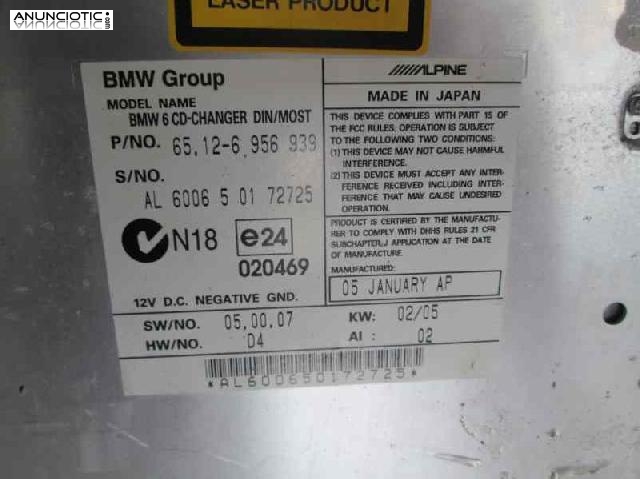 ANUNCIOTIC.es
LASER PRODUCT
BMW Group
MODEL NAME
BMW 6 CD-CHANGER DIN/MOST
P/NO. 65.12-6 956 939
S/NO.
AL 6006 5 01 72725
N18 e24
020469
12V D.C. NEGATIVE GND.
ALPINE
MADE IN JAPAN
THIS DEVICE COMPLIES WITH PART 15 OF
THE FCC RULES. OPERATION IS SUBJECT
TO THE FOLLOWING TWO CONDITIONS:
(1) THIS DEVICE MAY NOT CAUSE HARMFUL
INTERFERENCE
(2) THIS DEVICE MUST ACCEPT ANY INTER-
FERENCE RECEIVED INCLUDING INTER-
FERENCE THAT MAY CAUSE UNDESIRED
OPERATION.
PRODUCT IS CERTIFIED BY THE MANUFACTU-
RER TO COMPLY WITH DHHS RULES 21 CFR
SUBCHAPTER J APPLICATION AT THE DATE
OF MANUFACTURE.
MANUFACTURED:
05 JANUARY AP
SW/NO. 05.00.07 KW: 02/05
HW/NO. 04 AI : 02
*AL600650172725*